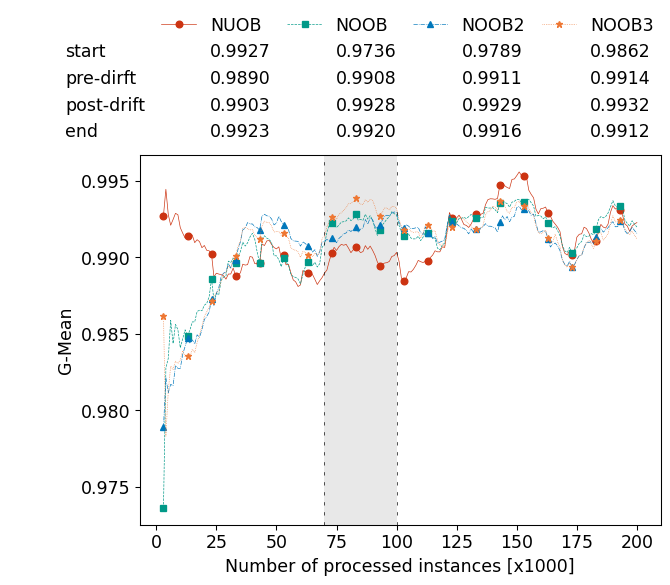 NUOB NOOB NOOB2 NOOB3
start 0.9927 0.9736 0.9789 0.9862
pre-dirft 0.9890 0.9908 0.9911 0.9914
post-drift 0.9903 0.9928 0.9929 0.9932
end 0.9923 0.9920 0.9916 0.9912
0.995
0.990
0.985
0.980
0.975
G-Mean
0 25 50 75 100 125 150 175 200
Number of processed instances [x1000]